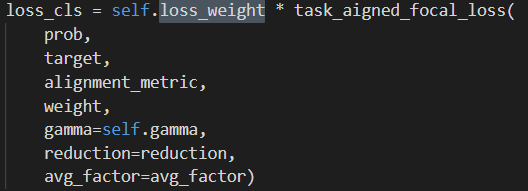 loss_cls = self.loss_weight * task_aigned_focal_loss(
    prob,
    target,
    alignment_metric,
    weight,
    gamma=self.gamma,
    reduction=reduction,
    avg_factor=avg_factor)